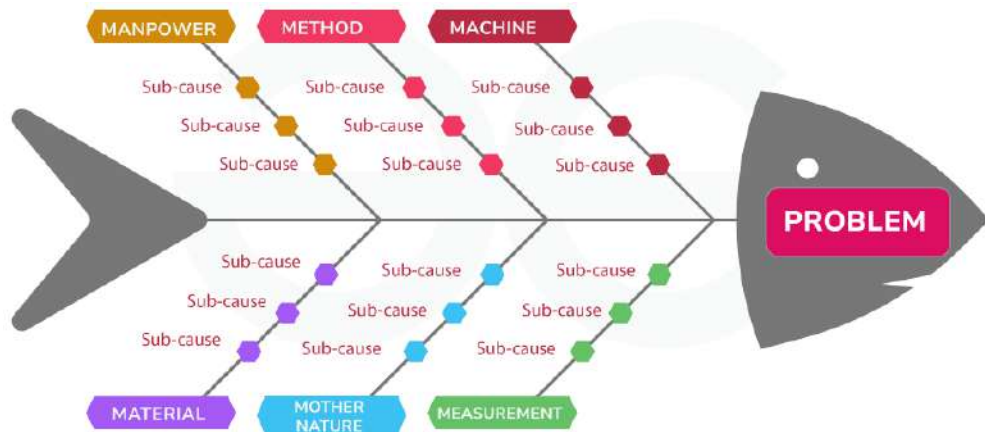 MANPOWER
METHOD
MACHINE
Sub-cause
Sub-cause
Sub-cause
Sub-cause
Sub-cause
Sub-cause
Sub-cause
Sub-cause
Sub-cause
PROBLEM
Sub-cause
Sub-cause
Sub-cause
Sub-cause
Sub-cause
Sub-cause
Sub-cause
Sub-cause
Sub-cause
MATERIAL
MOTHER
NATURE
MEASUREMENT